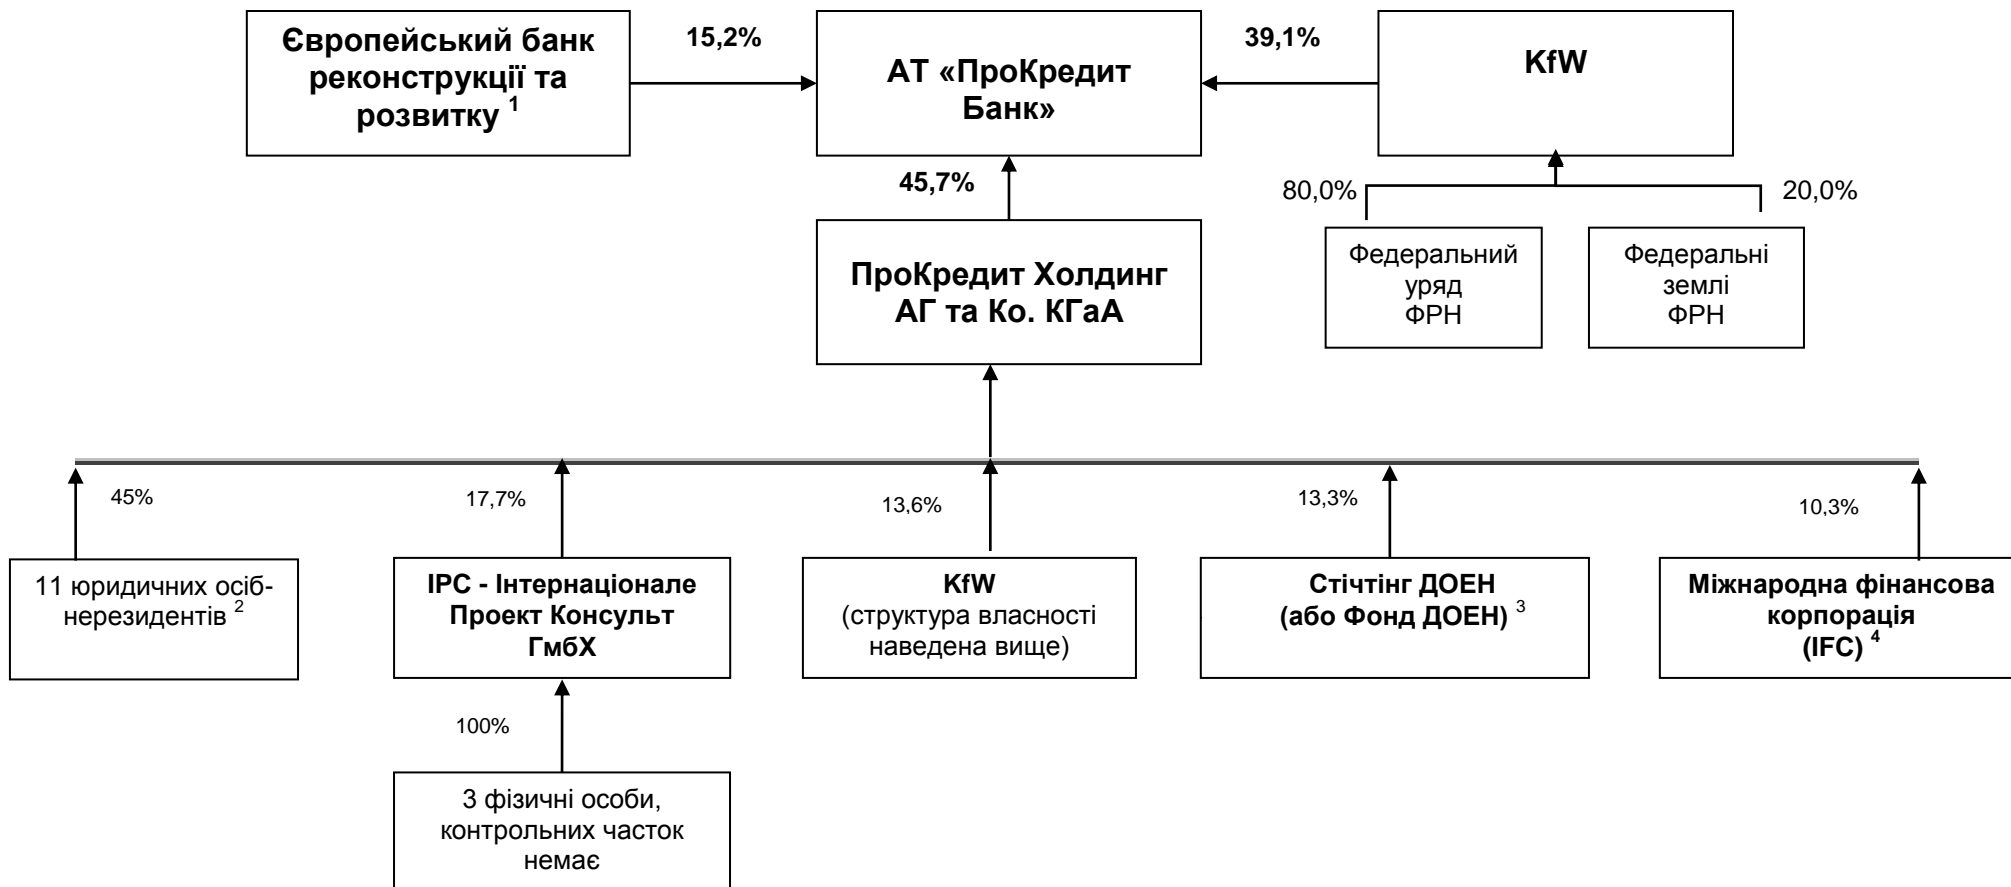 Європейський банк
реконструкції та
розвитку 1
15,2%
АТ «ПроКредит
Банк»
39,1%
KfW
45,7%
80,0%
20,0%
ПроКредит Холдинг
АГ та Ко. КГаА
Федеральний
уряд
ФРН
Федеральні
землі
ФРН
45%
17,7%
13,6%
13,3%
10,3%
11 юридичних осіб-
нерезидентів 2
IPC - Інтернаціонале
Проект Консульт
ГмбХ
KfW
(структура власності
наведена вище)
Стічтінг ДОЕН
(або Фонд ДОЕН) 3
Міжнародна фінансова
корпорація
(IFC) 4
100%
3 фізичні особи,
контрольних часток
немає